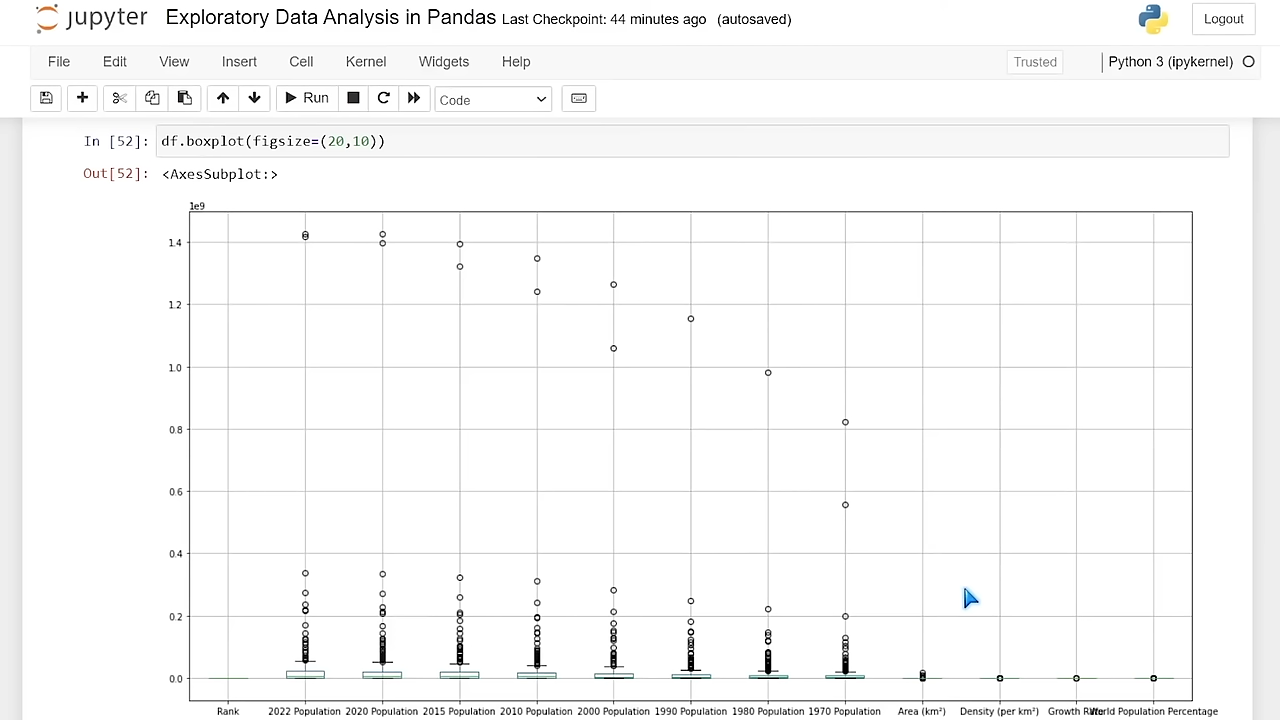 jupyter Exploratory Data Analysis in Pandas Last Checkpoint: 44 minutes ago (autosaved) Logout
File Edit View Insert Cell Kernel Widgets Help Trusted Python 3 (ipykernel)
Run Code
In [52]: df.boxplot(figsize=(20,10))
Out[52]: <AxesSubplot:>
1e9
1.4
1.2
1.0
0.8
0.6
0.4
0.2
0.0
Rank 2022 Population 2020 Population 2015 Population 2010 Population 2000 Population 1990 Population 1980 Population 1970 Population Area (km²) Density (per km²) Growth Rate World Population Percentage